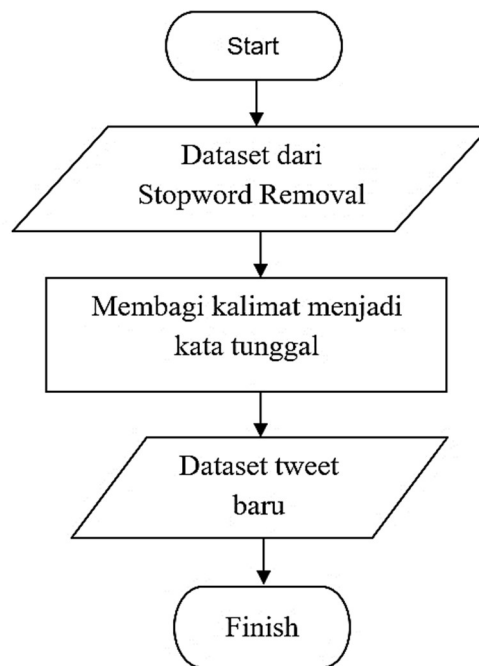 Start
Dataset dari
Stopword Removal
Membagi kalimat menjadi
kata tunggal
Dataset tweet
baru
Finish